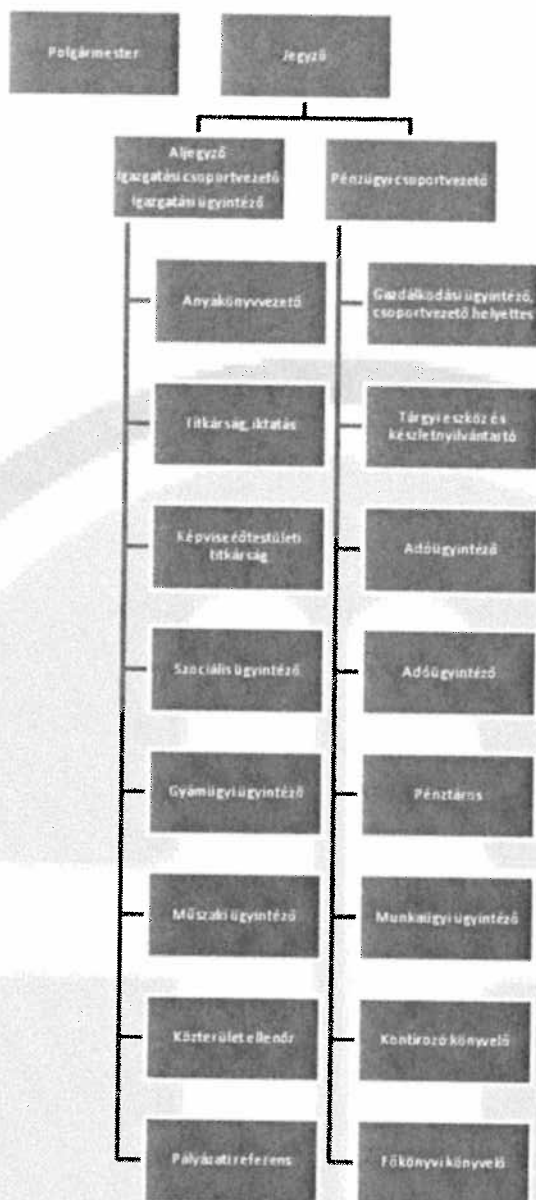 Polgármester
Jegyző
Aljegyző
Igazgatási csoportvezető
Igazgatási ügyintéző
Pénzügyi csoportvezető
Anyakönyvvezető
Gazdálkodási ügyintéző,
csoportvezető helyettes
Titkárság, iktatás
Tárgyi eszköz és
készletnyilvántartó
Képviselőtestületi
titkárság
Adóügyintéző
Szociális ügyintéző
Adóügyintéző
Gyámügyi ügyintéző
Pénztáros
Műszaki ügyintéző
Munkaügyi ügyintéző
Közterület ellenőr
Kontírozó könyvelő
Pályázati referens
Főkönyvi könyvelő